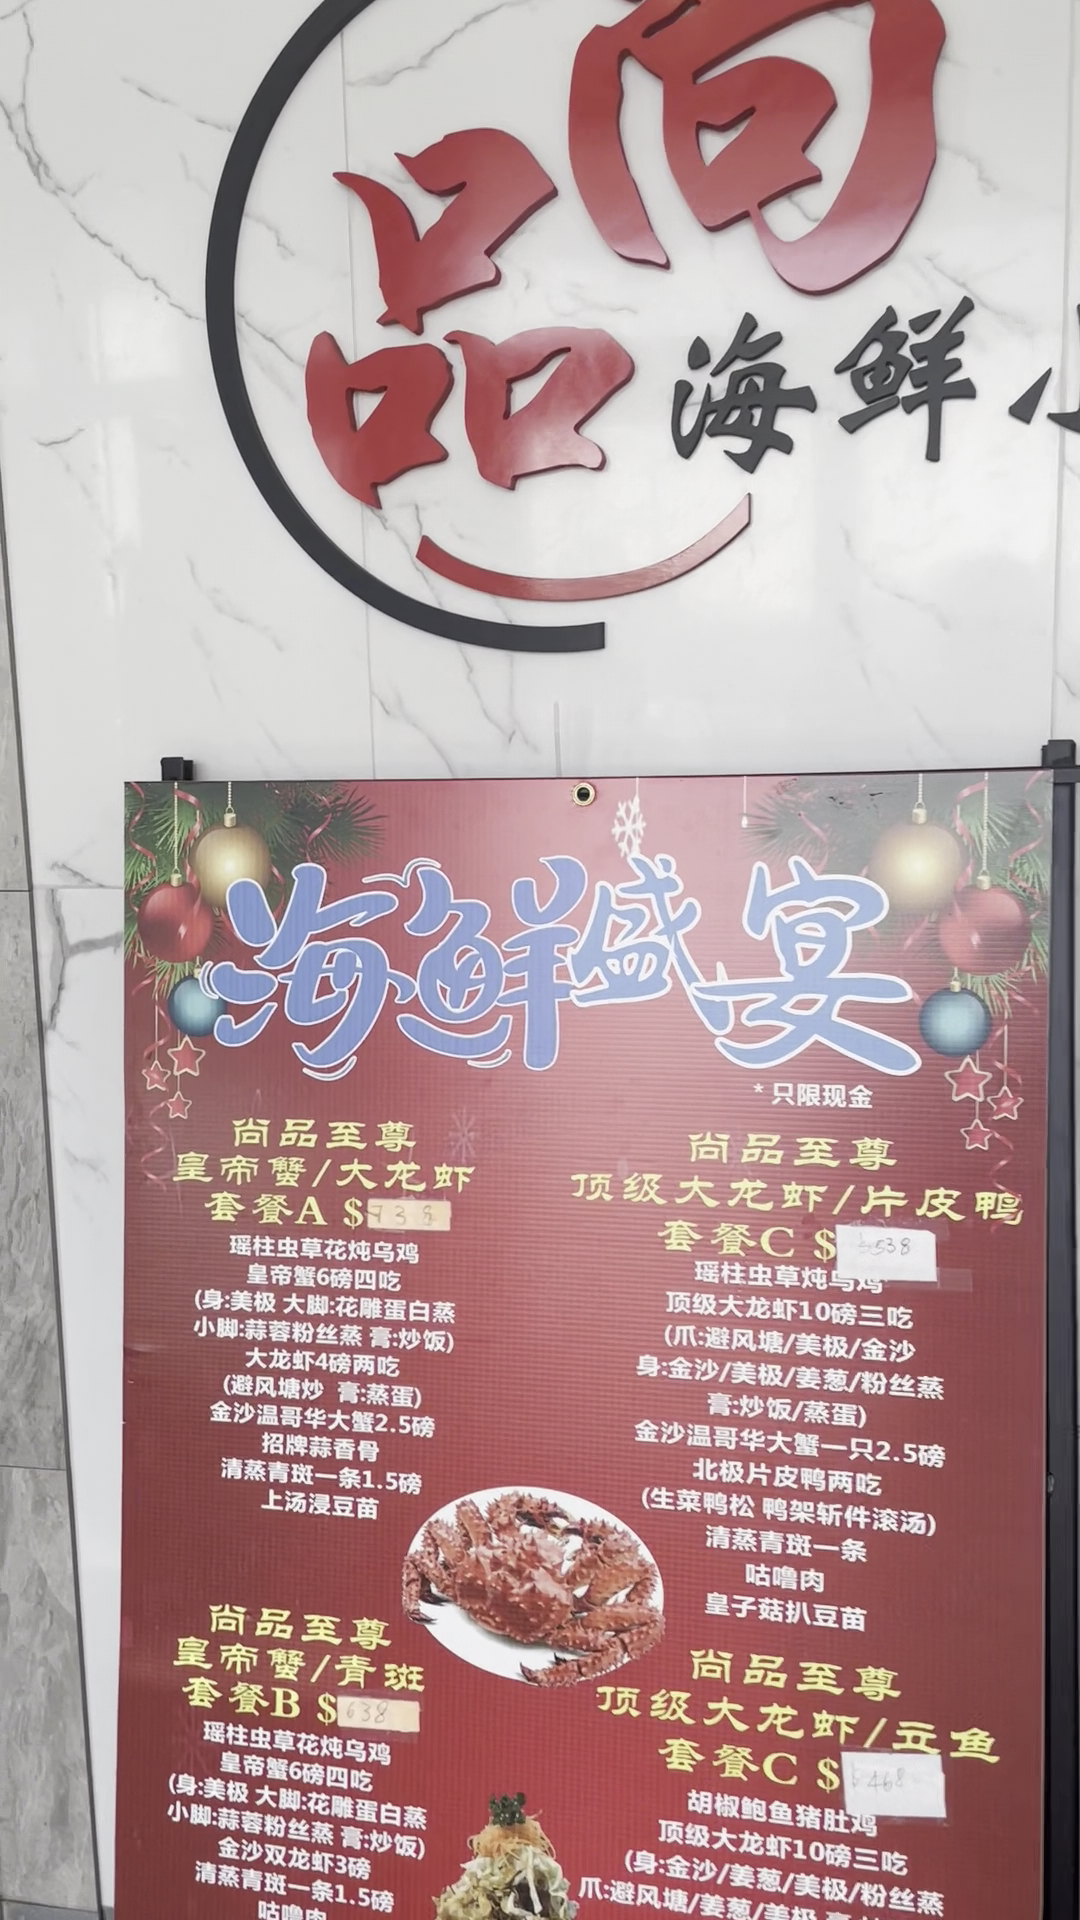 尚品
海鲜小
海鲜盛宴
*只限现金
尚品至尊
皇帝蟹/大龙虾
套餐A $738
瑶柱虫草花炖乌鸡
皇帝蟹6磅四吃
(身:美极 大脚:花雕蛋白蒸
小脚:蒜蓉粉丝蒸 膏:炒饭)
大龙虾4磅两吃
(避风塘炒 膏:蒸蛋)
金沙温哥华大蟹2.5磅
招牌蒜香骨
清蒸青斑一条1.5磅
上汤浸豆苗
尚品至尊
皇帝蟹/青斑
套餐B $638
瑶柱虫草花炖乌鸡
皇帝蟹6磅四吃
(身:美极 大脚:花雕蛋白蒸
小脚:蒜蓉粉丝蒸 膏:炒饭)
金沙双龙虾3磅
清蒸青斑一条1.5磅
咕噜肉
尚品至尊
顶级大龙虾/片皮鸭
套餐C $538
瑶柱虫草炖乌鸡
顶级大龙虾10磅三吃
(爪:避风塘/美极/金沙
身:金沙/美极/姜葱/粉丝蒸
膏:炒饭/蒸蛋)
金沙温哥华大蟹一只2.5磅
北极片皮鸭两吃
(生菜鸭松 鸭架斩件滚汤)
清蒸青斑一条
咕噜肉
皇子菇扒豆苗
尚品至尊
顶级大龙虾/立鱼
套餐C $468
胡椒鲍鱼猪肚鸡
顶级大龙虾10磅三吃
(身:金沙/姜葱/美极/粉丝蒸
爪:避风塘/姜葱/美极